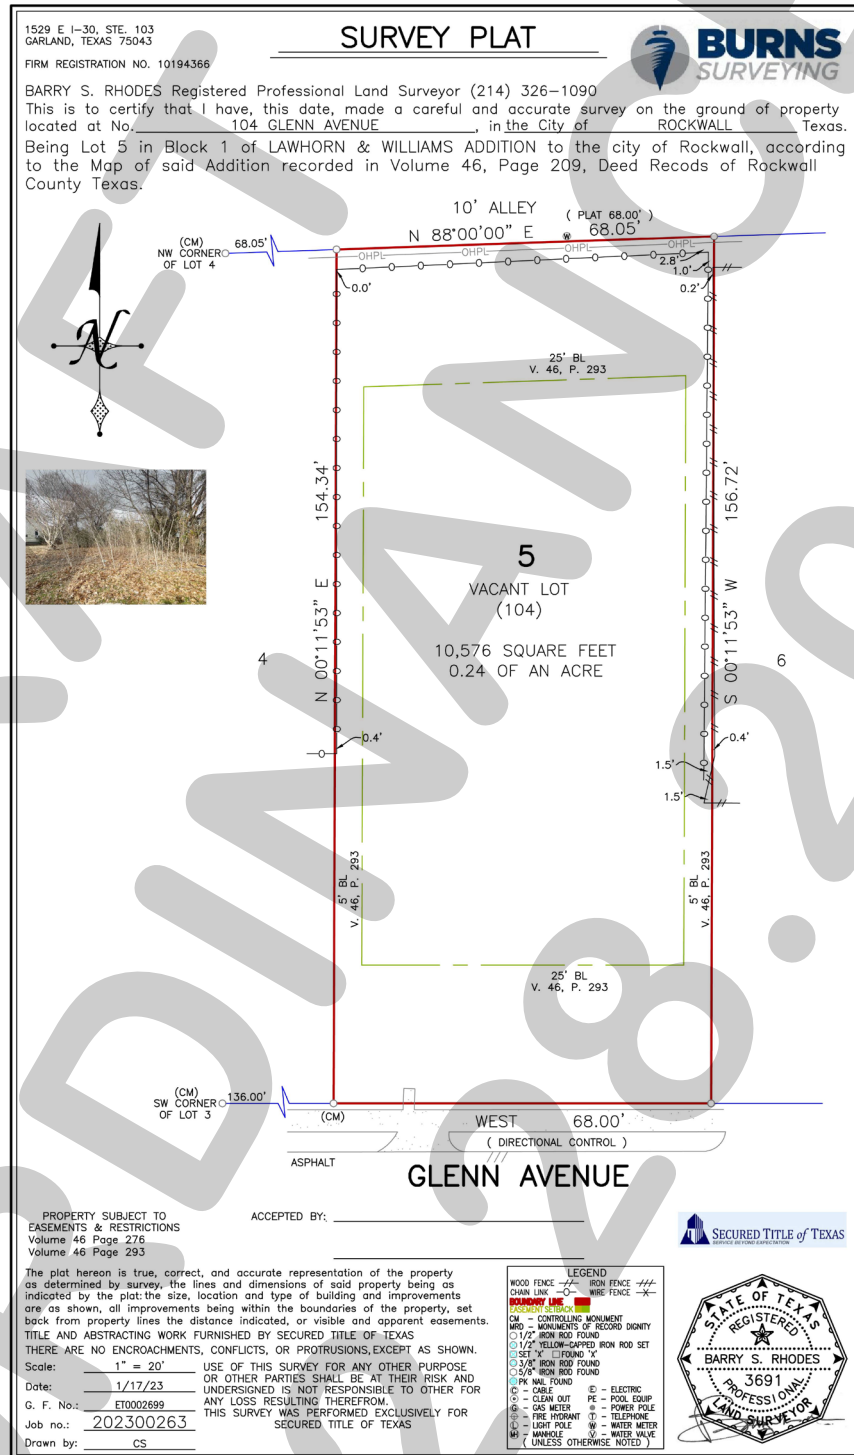 1529 E I-30, STE. 103
GARLAND, TEXAS 75043
FIRM REGISTRATION NO. 10194366
SURVEY PLAT
BURNS
SURVEYING
BARRY S. RHODES Registered Professional Land Surveyor (214) 326-1090
This is to certify that I have, this date, made a careful and accurate survey on the ground of property
located at No. 104 GLENN AVENUE , in the City of ROCKWALL Texas.
Being Lot 5 in Block 1 of LAWHORN & WILLIAMS ADDITION to the city of Rockwall, according
to the Map of said Addition recorded in Volume 46, Page 209, Deed Recods of Rockwall
County Texas.
10' ALLEY
( PLAT 68.00' )
N 88°00'00" E 68.05'
(CM)
NW CORNER
OF LOT 4
68.05'
W
OHPL OHPL OHPL OHPL
2.8'
1.0'
0.0'
0.2'
N
25' BL
V. 46, P. 293
N 00°11'53" E 154.34'
S 00°11'53" W 156.72'
5
VACANT LOT
(104)
10,576 SQUARE FEET
0.24 OF AN ACRE
4
6
0.4'
0.4'
1.5'
1.5'
5' BL
V. 46, P. 293
5' BL
V. 46, P. 293
25' BL
V. 46, P. 293
(CM)
SW CORNER
OF LOT 3
136.00'
(CM)
WEST 68.00'
( DIRECTIONAL CONTROL )
ASPHALT
GLENN AVENUE
PROPERTY SUBJECT TO
EASEMENTS & RESTRICTIONS
Volume 46 Page 276
Volume 46 Page 293
ACCEPTED BY:
SECURED TITLE of TEXAS
SERVICE BEYOND EXPECTATION
The plat hereon is true, correct, and accurate representation of the property
as determined by survey, the lines and dimensions of said property being as
indicated by the plat: the size, location and type of building and improvements
are as shown, all improvements being within the boundaries of the property, set
back from property lines the distance indicated, or visible and apparent easements.
TITLE AND ABSTRACTING WORK FURNISHED BY SECURED TITLE OF TEXAS
THERE ARE NO ENCROACHMENTS, CONFLICTS, OR PROTRUSIONS, EXCEPT AS SHOWN.
Scale: 1" = 20'
Date: 1/17/23
G. F. No.: ET0002699
Job no.: 202300263
Drawn by: CS
USE OF THIS SURVEY FOR ANY OTHER PURPOSE
OR OTHER PARTIES SHALL BE AT THEIR RISK AND
UNDERSIGNED IS NOT RESPONSIBLE TO OTHER FOR
ANY LOSS RESULTING THEREFROM.
THIS SURVEY WAS PERFORMED EXCLUSIVELY FOR
SECURED TITLE OF TEXAS
LEGEND
WOOD FENCE IRON FENCE
CHAIN LINK WIRE FENCE
BOUNDARY LINE
EASEMENT SETBACK
CM - CONTROLLING MONUMENT
MRD - MONUMENTS OF RECORD DIGNITY
1/2" IRON ROD FOUND
1/2" YELLOW-CAPPED IRON ROD SET
SET 'X' FOUND 'X'
3/8" IRON ROD FOUND
5/8" IRON ROD FOUND
PK NAIL FOUND
C - CABLE E - ELECTRIC
- CLEAN OUT PE - POOL EQUIP
G - GAS METER - POWER POLE
- FIRE HYDRANT T - TELEPHONE
L - LIGHT POLE W - WATER METER
MH - MANHOLE V - WATER VALVE
( UNLESS OTHERWISE NOTED )
STATE OF TEXAS
REGISTERED
BARRY S. RHODES
3691
PROFESSIONAL
LAND SURVEYOR